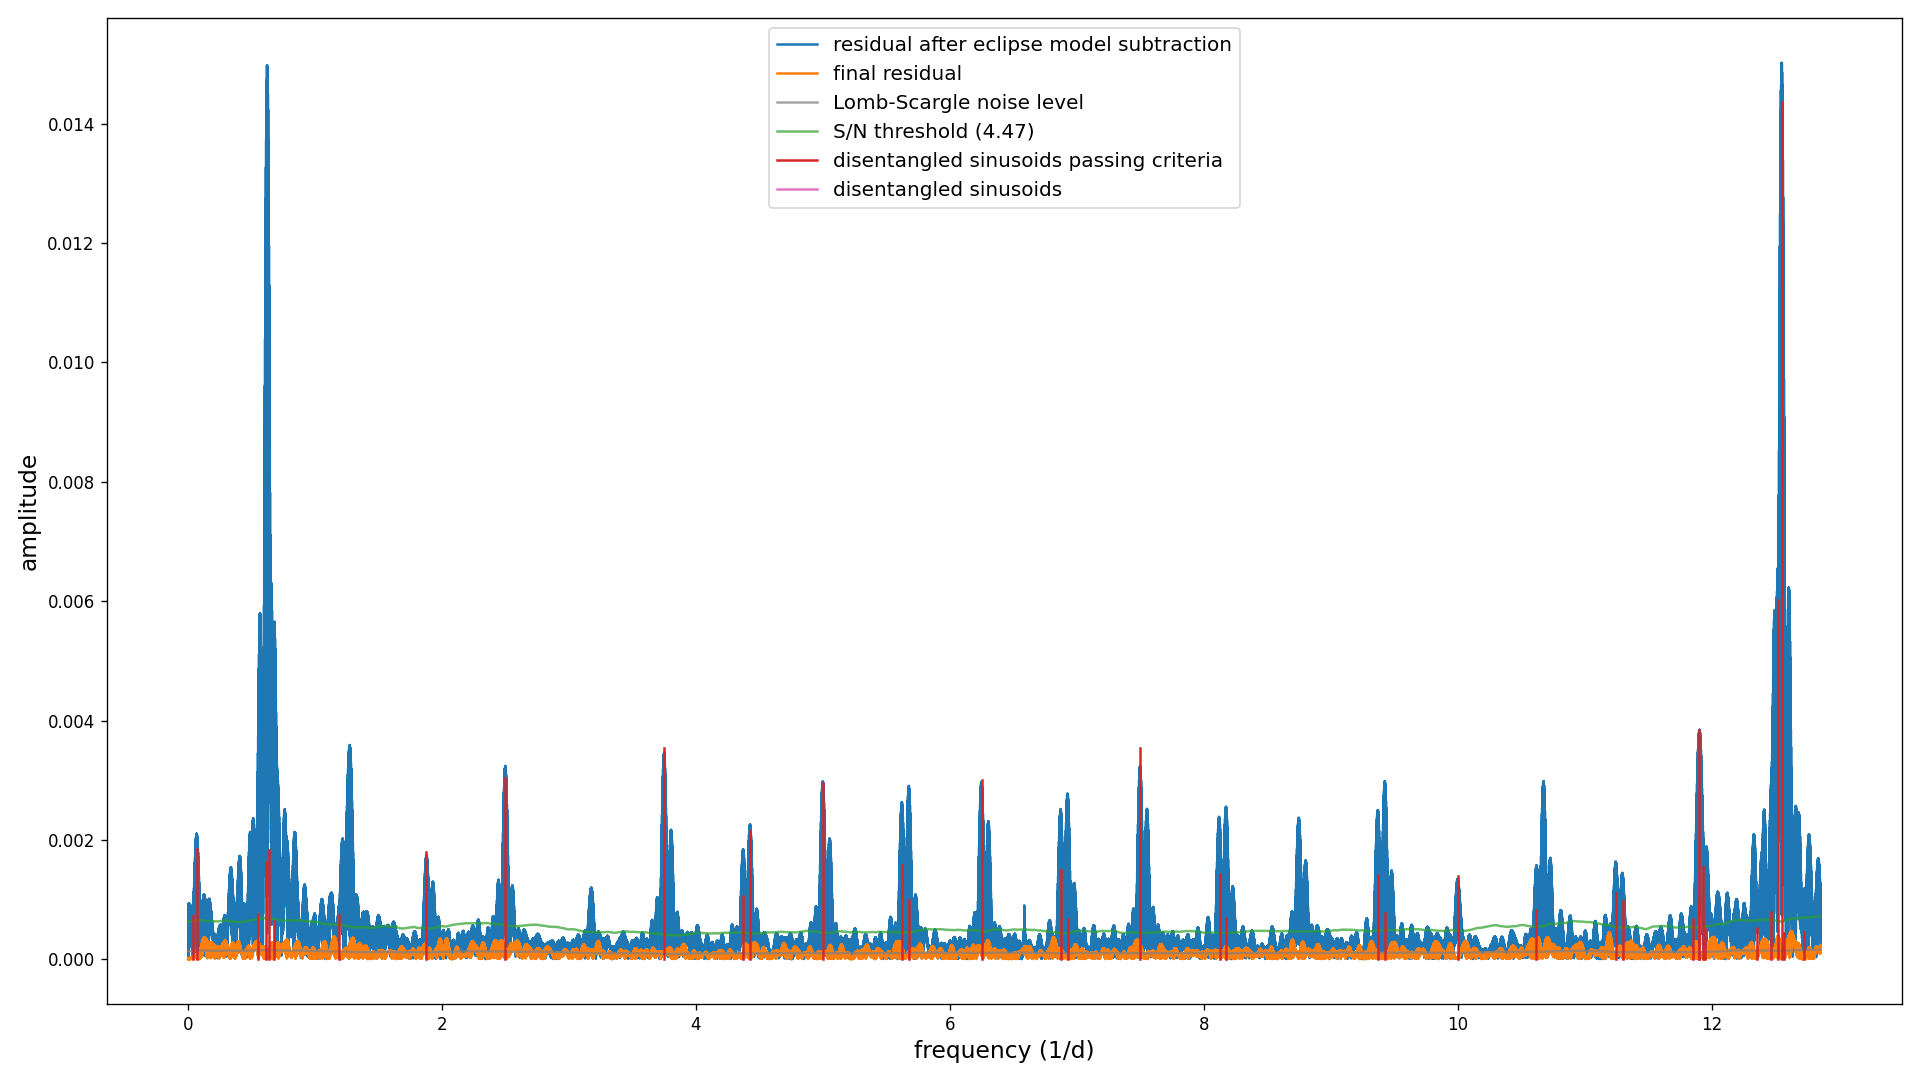 residual after eclipse model subtraction
final residual
Lomb-Scargle noise level
S/N threshold (4.47)
disentangled sinusoids passing criteria
disentangled sinusoids
amplitude
0.014
0.012
0.010
0.008
0.006
0.004
0.002
0.000
0 2 4 6 8 10 12
frequency (1/d)